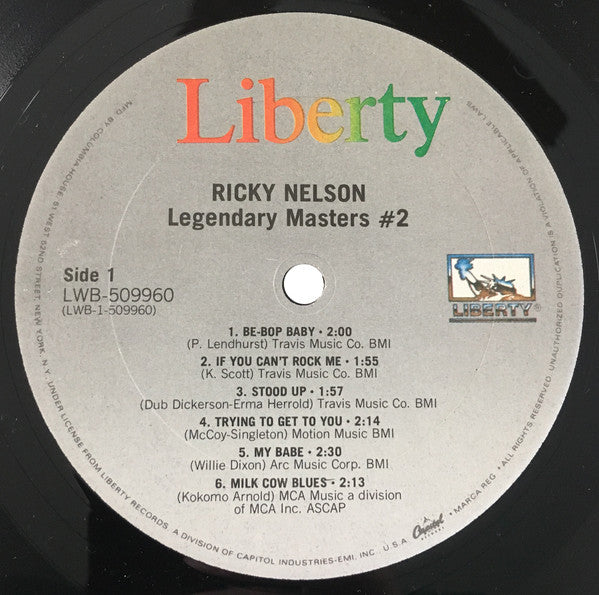 Liberty
RICKY NELSON
Legendary Masters #2
Side 1
LWB-509960
(LWB-1-509960)
LIBERTY®
1. BE-BOP BABY • 2:00
(P. Lendhurst) Travis Music Co. BMI
2. IF YOU CAN'T ROCK ME • 1:55
(K. Scott) Travis Music Co. BMI
3. STOOD UP • 1:57
(Dub Dickerson-Erma Herrold) Travis Music Co. BMI
4. TRYING TO GET TO YOU • 2:14
(McCoy-Singleton) Motion Music BMI
5. MY BABE • 2:30
(Willie Dixon) Arc Music Corp. BMI
6. MILK COW BLUES • 2:13
(Kokomo Arnold) MCA Music a division
of MCA Inc. ASCAP
MFD. BY COLUMBIA HOUSE, 51 WEST 52ND STREET, NEW YORK, N.Y. UNDER LICENSE FROM LIBERTY RECORDS, A DIVISION OF CAPITOL INDUSTRIES-EMI, INC. U.S.A.
Capitol
RECORDS
MARCA REG. • ALL RIGHTS RESERVED. UNAUTHORIZED DUPLICATION IS A VIOLATION OF APPLICABLE LAWS